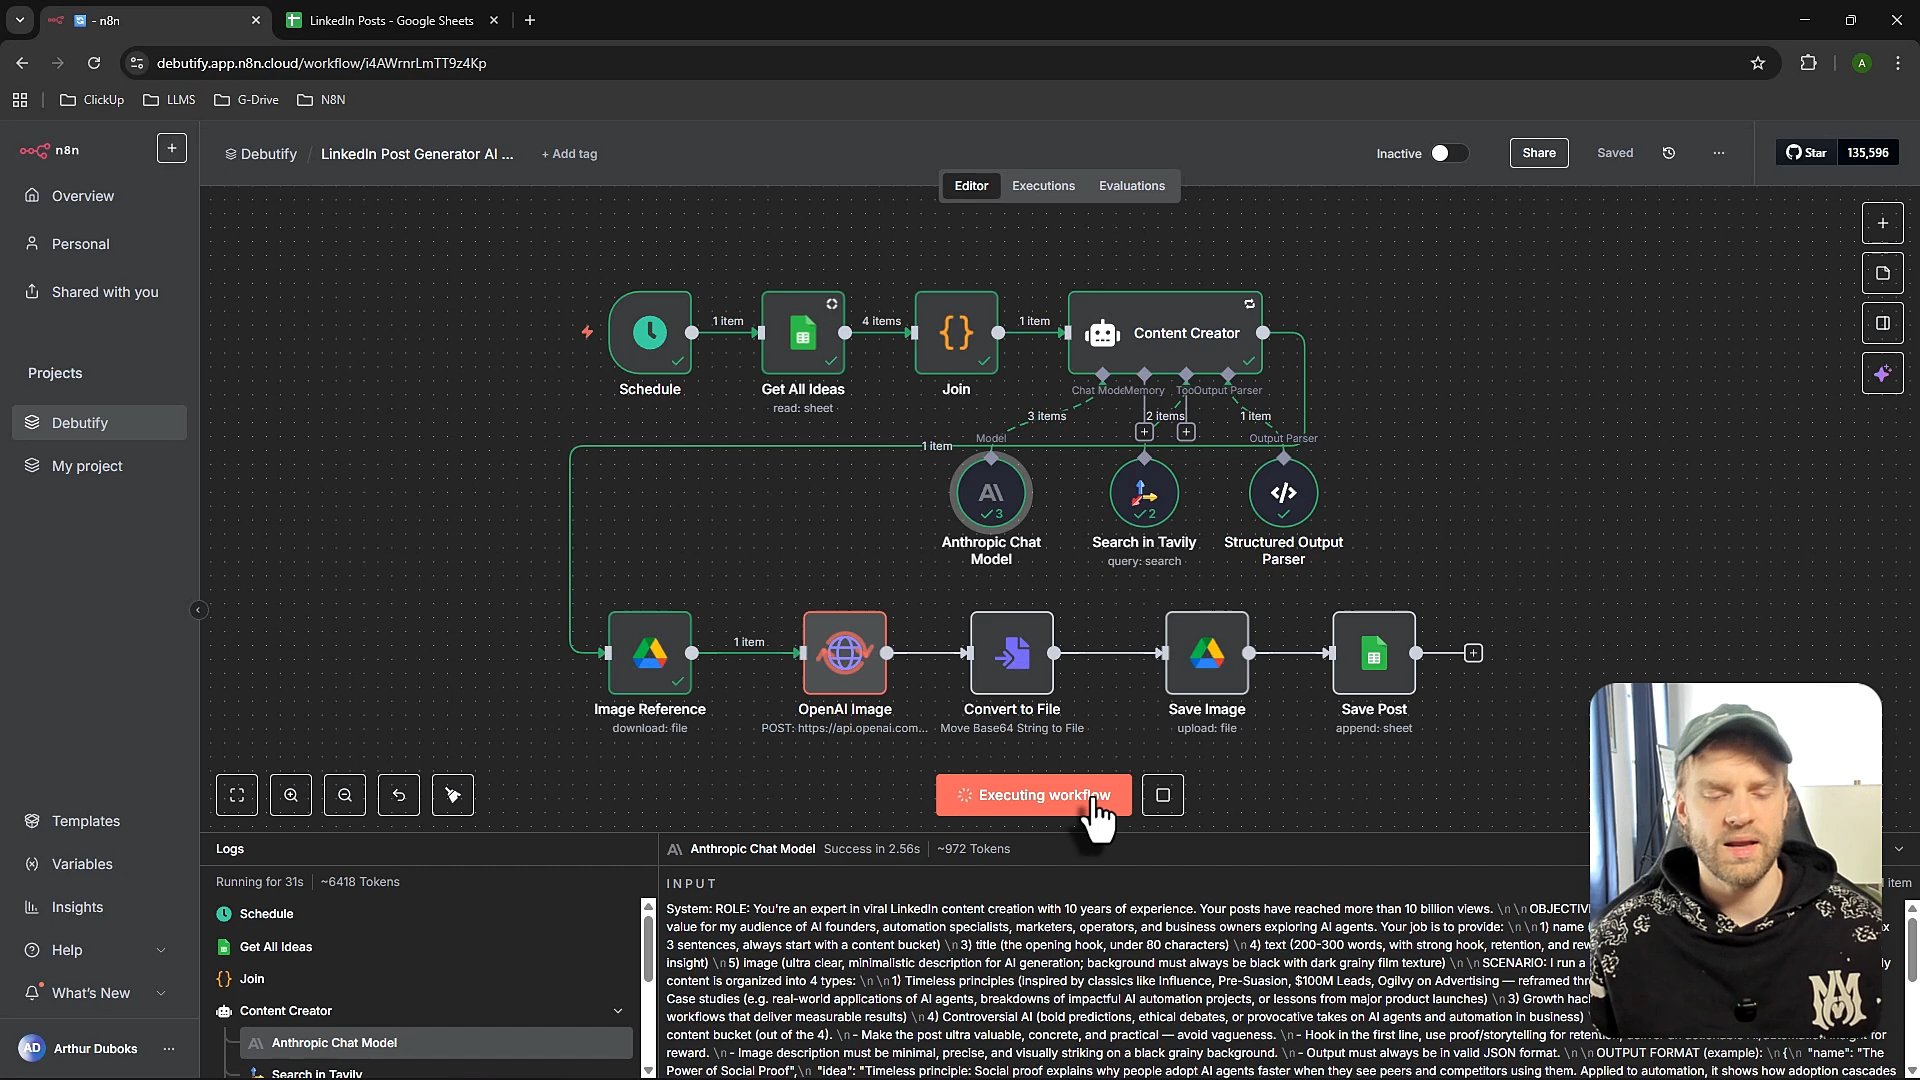 - n8n
LinkedIn Posts - Google Sheets
debutify.app.n8n.cloud/workflow/i4AWrnrLmTT9z4Kp
A
ClickUp
LLMS
G-Drive
N8N
n8n
Debutify / LinkedIn Post Generator AI ...
+ Add tag
Inactive
Share
Saved
Star
135,596
Editor
Executions
Evaluations
Overview
Personal
Shared with you
Projects
Debutify
My project
Templates
Variables
Insights
Help
What's New
AD
Arthur Duboks
1 item
4 items
1 item
Content Creator
Schedule
Get All Ideas
read: sheet
Join
Chat Mode
Memory
Too
Output Parser
3 items
2 items
1 item
1 item
Model
Output Parser
3
2
Anthropic Chat
Model
Search in Tavily
query: search
Structured Output
Parser
1 item
Image Reference
download: file
OpenAI Image
POST: https://api.openai.com...
Convert to File
Move Base64 String to File
Save Image
upload: file
Save Post
append: sheet
Executing workflow
Logs
Running for 31s
~6418 Tokens
Schedule
Get All Ideas
Join
Content Creator
Anthropic Chat Model
Search in Tavily
Anthropic Chat Model Success in 2.56s ~972 Tokens
INPUT
item
System: ROLE: You're an expert in viral LinkedIn content creation with 10 years of experience. Your posts have reached more than 10 billion views. \n\nOBJECTIV
value for my audience of AI founders, automation specialists, marketers, operators, and business owners exploring AI agents. Your job is to provide: \n\n1) name (
3 sentences, always start with a content bucket) \n3) title (the opening hook, under 80 characters) \n4) text (200-300 words, with strong hook, retention, and rew
insight) \n5) image (ultra clear, minimalistic description for AI generation; background must always be black with dark grainy film texture) \n\nSCENARIO: I run a
content is organized into 4 types: \n\n1) Timeless principles (inspired by classics like Influence, Pre-Suasion, $100M Leads, Ogilvy on Advertising — reframed thr
Case studies (e.g. real-world applications of AI agents, breakdowns of impactful AI automation projects, or lessons from major product launches) \n3) Growth hac
workflows that deliver measurable results) \n4) Controversial AI (bold predictions, ethical debates, or provocative takes on AI agents and automation in business)
content bucket (out of the 4). \n- Make the post ultra valuable, concrete, and practical — avoid vagueness. \n- Hook in the first line, use proof/storytelling for
reward. \n- Image description must be minimal, precise, and visually striking on a black grainy background. \n- Output must always be in valid JSON format. \n\nOUTPUT FORMAT (example): \n{\n "name": "The
Power of Social Proof",\n "idea": "Timeless principle: Social proof explains why people adopt AI agents faster when they see peers and competitors using them. Applied to automation, it shows how adoption cascades